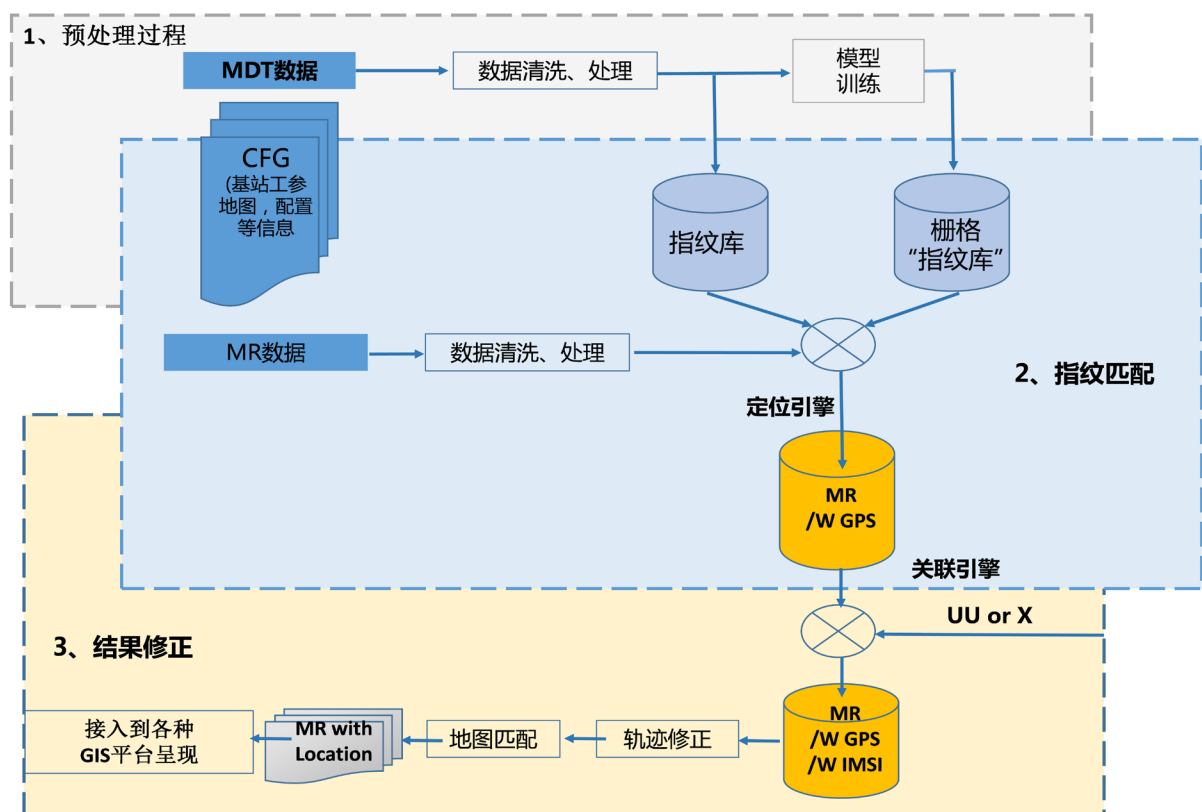 1、预处理过程
MDT数据
数据清洗、处理
模型
训练
CFG
(基站工参
地图，配置
等信息
指纹库
栅格
“指纹库”
MR数据
数据清洗、处理
2、指纹匹配
定位引擎
MR
/W GPS
关联引擎
UU or X
3、结果修正
MR
/W GPS
/W IMSI
轨迹修正
地图匹配
MR with
Location
接入到各种
GIS平台呈现